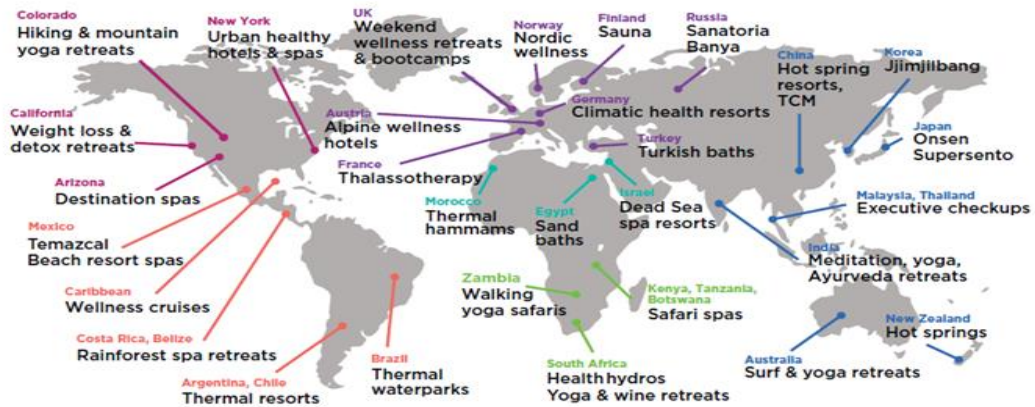 Colorado
Hiking & mountain
yoga retreats
New York
Urban healthy
hotels & spas
UK
Weekend
wellness retreats
& bootcamps
Norway
Nordic
wellness
Finland
Sauna
Russia
Sanatoria
Banya
China
Hot spring
resorts,
TCM
Korea
Jjimjilbang
California
Weight loss &
detox retreats
Austria
Alpine wellness
hotels
Germany
Climatic health resorts
Japan
Onsen
Supersento
France
Thalassotherapy
Turkey
Turkish baths
Arizona
Destination spas
Morocco
Thermal
hammams
Egypt
Sand
baths
Israel
Dead Sea
spa resorts
Malaysia, Thailand
Executive checkups
Mexico
Temazcal
Beach resort spas
India
Meditation, yoga,
Ayurveda retreats
Caribbean
Wellness cruises
Zambia
Walking
yoga safaris
Kenya, Tanzania,
Botswana
Safari spas
Costa Rica, Belize
Rainforest spa retreats
New Zealand
Hot springs
Argentina, Chile
Thermal resorts
Brazil
Thermal
waterparks
South Africa
Health hydros
Yoga & wine retreats
Australia
Surf & yoga retreats